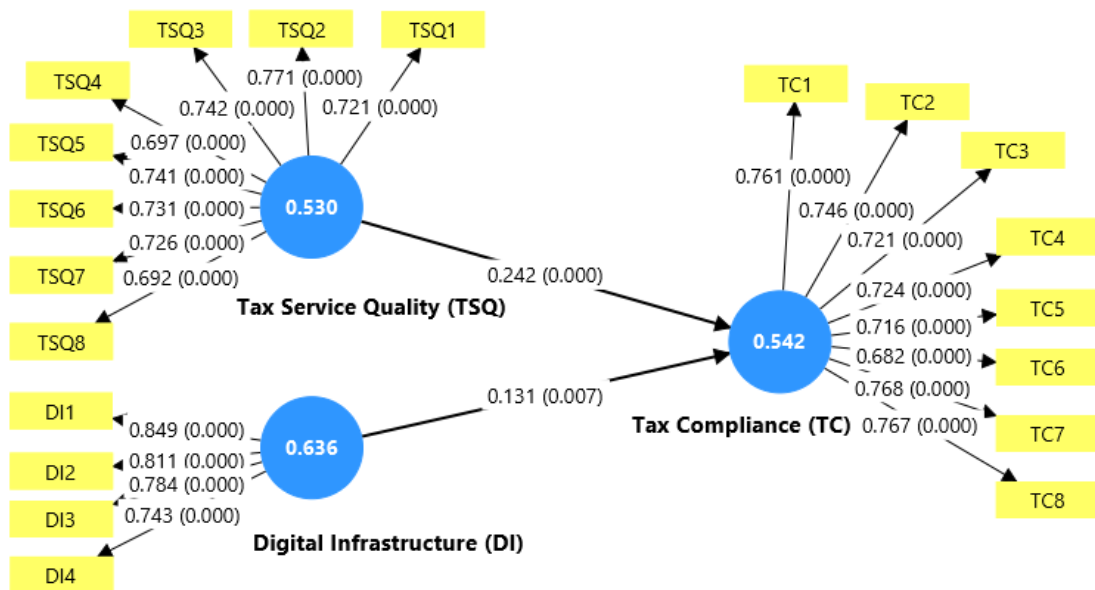 TSQ3
TSQ2
TSQ1
TSQ4
TSQ5
TSQ6
TSQ7
TSQ8
0.771 (0.000)
0.742 (0.000)
0.721 (0.000)
0.697 (0.000)
0.741 (0.000)
0.731 (0.000)
0.726 (0.000)
0.692 (0.000)
0.530
Tax Service Quality (TSQ)
DI1
DI2
DI3
DI4
0.849 (0.000)
0.811 (0.000)
0.784 (0.000)
0.743 (0.000)
0.636
Digital Infrastructure (DI)
0.242 (0.000)
0.131 (0.007)
TC1
TC2
TC3
TC4
TC5
TC6
TC7
TC8
0.761 (0.000)
0.746 (0.000)
0.721 (0.000)
0.724 (0.000)
0.716 (0.000)
0.682 (0.000)
0.768 (0.000)
0.767 (0.000)
0.542
Tax Compliance (TC)